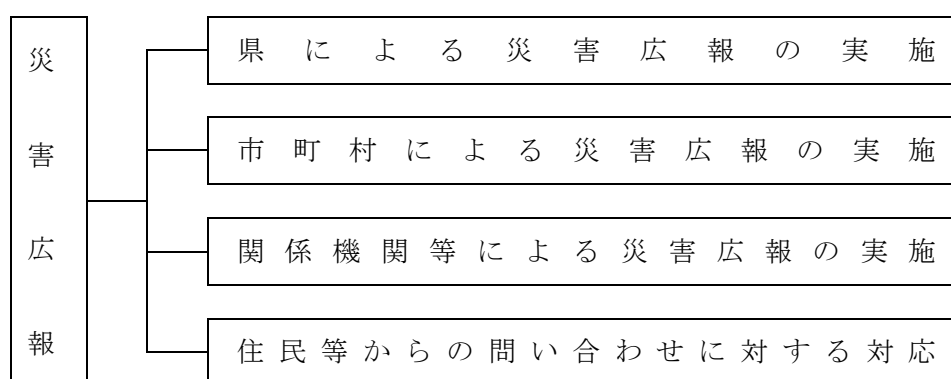 災害広報
県による災害広報の実施
市町村による災害広報の実施
関係機関等による災害広報の実施
住民等からの問い合わせに対する対応